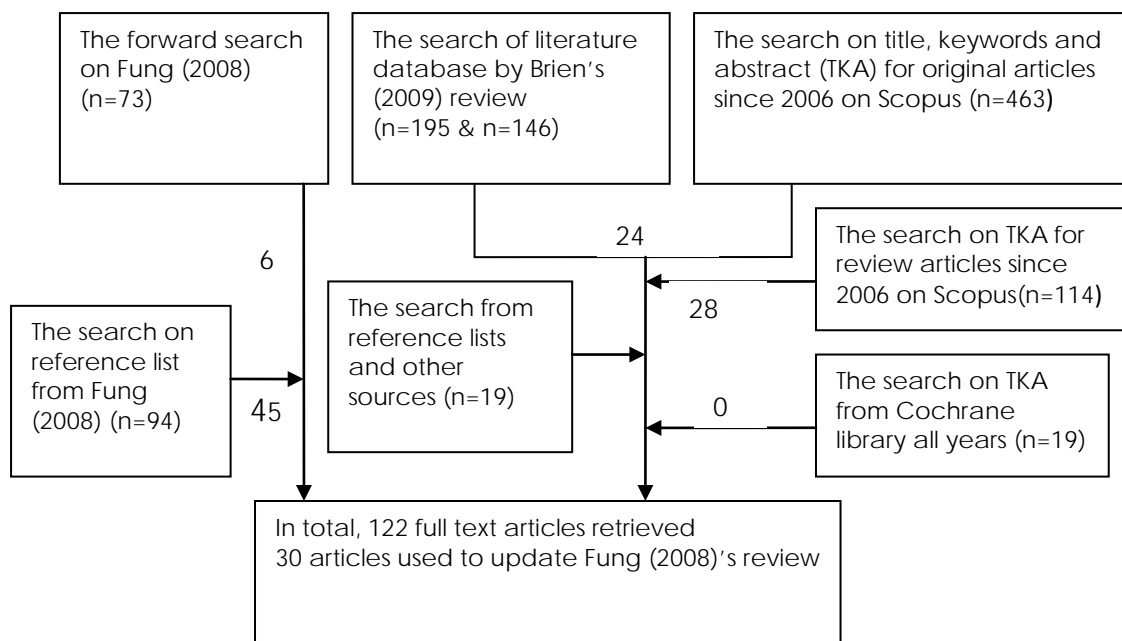 The forward search
on Fung (2008)
(n=73)
The search of literature
database by Brien's
(2009) review
(n=195 & n=146)
The search on title, keywords and
abstract (TKA) for original articles
since 2006 on Scopus (n=463)
24
6
The search on TKA for
review articles since
2006 on Scopus(n=114)
28
The search on
reference list
from Fung
(2008) (n=94)
45
The search from
reference lists
and other
sources (n=19)
0
The search on TKA
from Cochrane
library all years (n=19)
In total, 122 full text articles retrieved
30 articles used to update Fung (2008)'s review